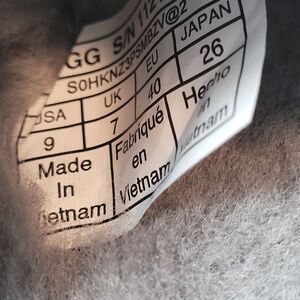 GG S/N 112
S0HKNZ3PSMBZV@2
USA UK EU JAPAN
9 7 40 26
Made Fabriqué Hecho
In en en
Vietnam Vietnam Vietnam